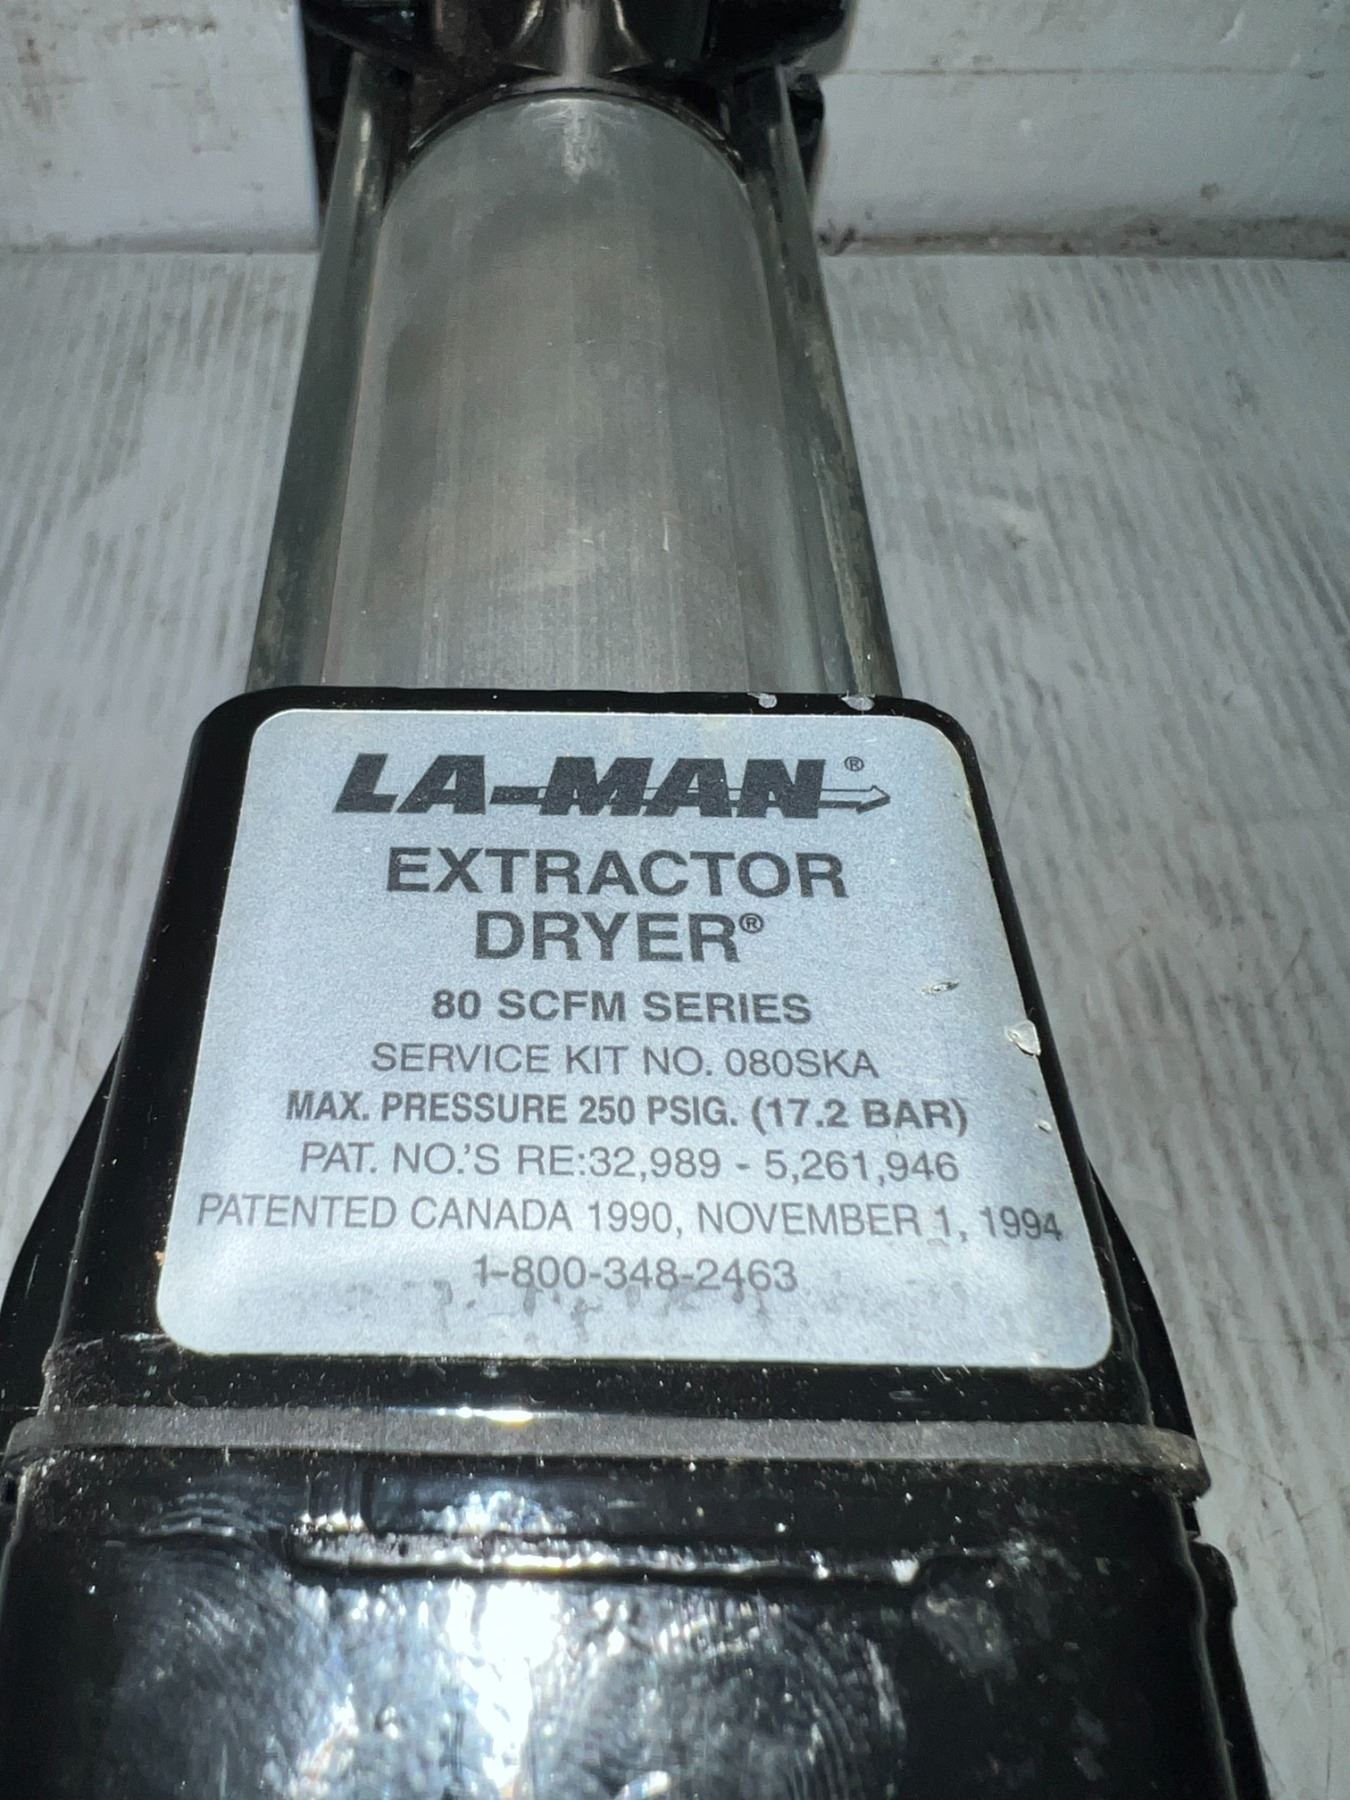 LA-MAN®
EXTRACTOR
DRYER®
80 SCFM SERIES
SERVICE KIT NO. 080SKA
MAX. PRESSURE 250 PSIG. (17.2 BAR)
PAT. NO.'S RE:32,989 - 5,261,946
PATENTED CANADA 1990, NOVEMBER 1, 1994
1-800-348-2463